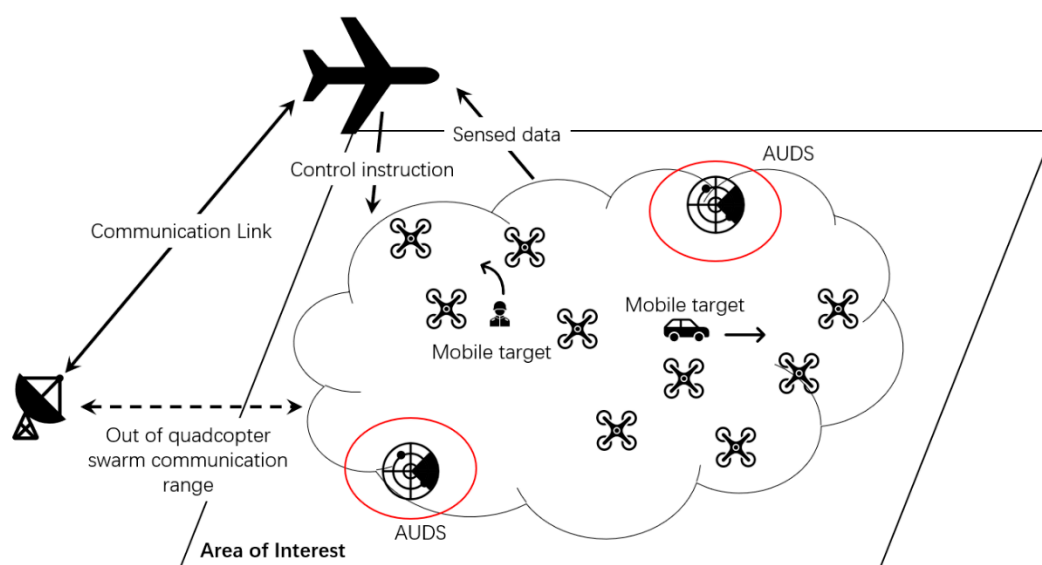 Sensed data
AUDS
Control instruction
Communication Link
Mobile target
Mobile target
Out of quadcopter
swarm communication
range
AUDS
Area of Interest